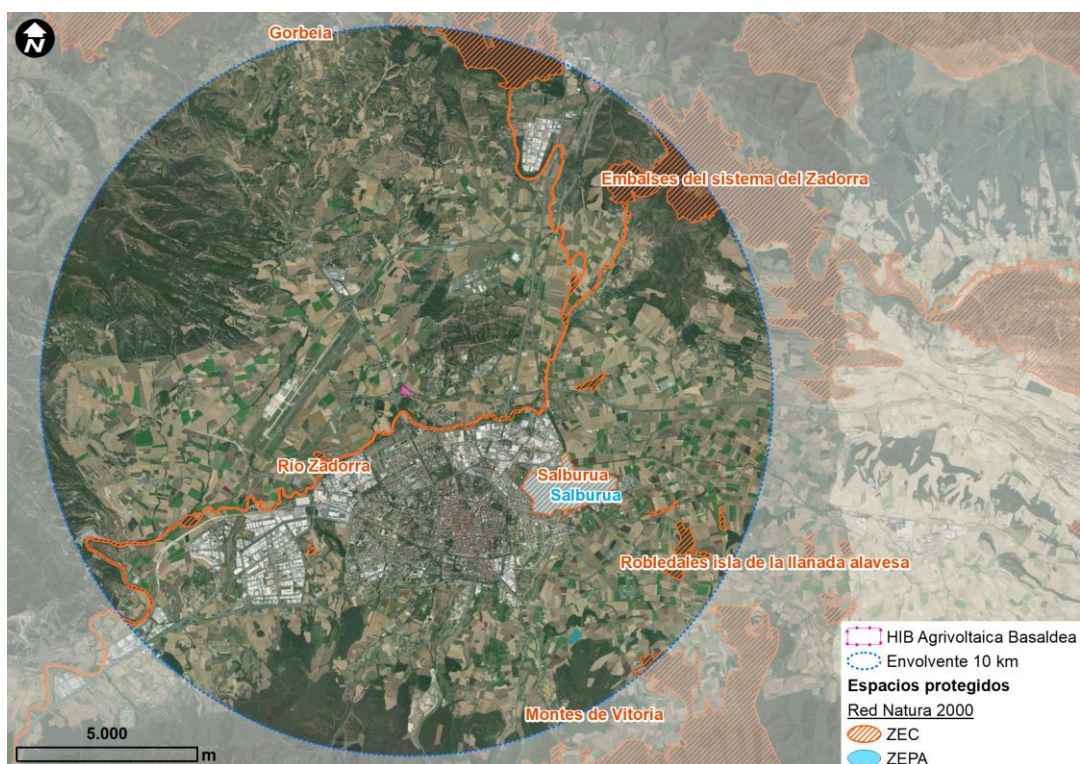 N
Gorbeia
Embalses del sistema del Zadorra
Río Zadorra
Salburua
Salburua
Robledales isla de la llanada alavesa
Montes de Vitoria
5.000
m
HIB Agrivoltaica Basaldea
Envolvente 10 km
Espacios protegidos
Red Natura 2000
ZEC
ZEPA